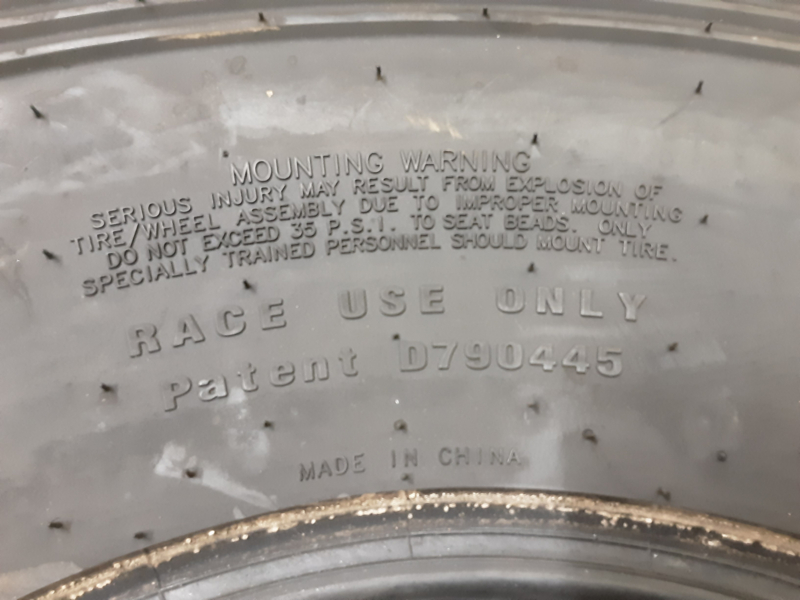 MOUNTING WARNING
SERIOUS INJURY MAY RESULT FROM EXPLOSION OF
TIRE/WHEEL ASSEMBLY DUE TO IMPROPER MOUNTING
DO NOT EXCEED 35 P.S.I. TO SEAT BEADS. ONLY
SPECIALLY TRAINED PERSONNEL SHOULD MOUNT TIRE.
RACE USE ONLY
Patent D790445
MADE IN CHINA